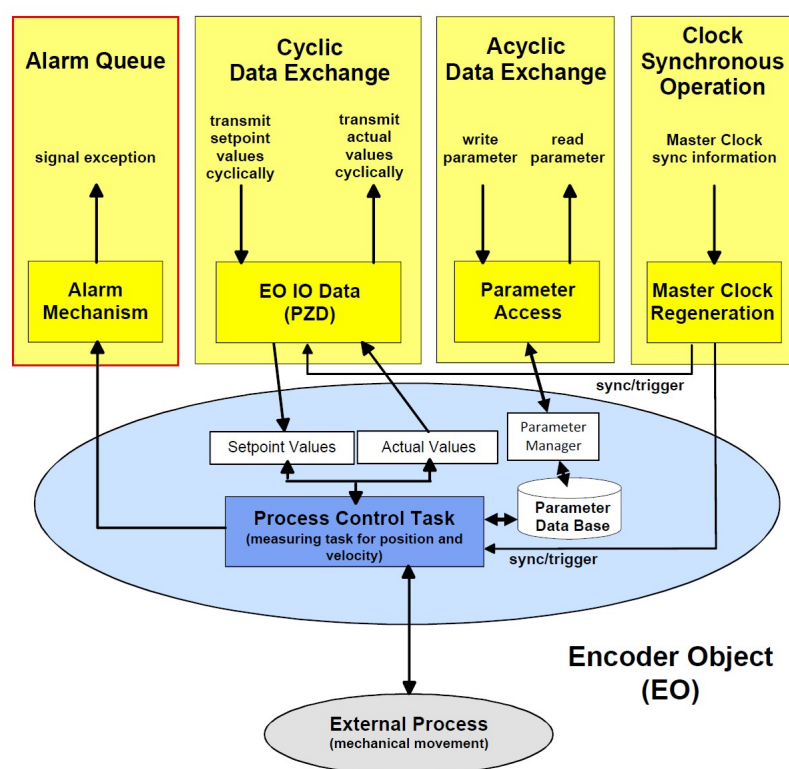 Alarm Queue
signal exception
Alarm
Mechanism
Cyclic
Data Exchange
transmit
setpoint
values
cyclically
transmit
actual
values
cyclically
EO IO Data
(PZD)
Acyclic
Data Exchange
write
parameter
read
parameter
Parameter
Access
Clock
Synchronous
Operation
Master Clock
sync information
Master Clock
Regeneration
sync/trigger
Setpoint Values
Actual Values
Parameter
Manager
Parameter
Data Base
Process Control Task
(measuring task for position and
velocity)
sync/trigger
Encoder Object
(EO)
External Process
(mechanical movement)